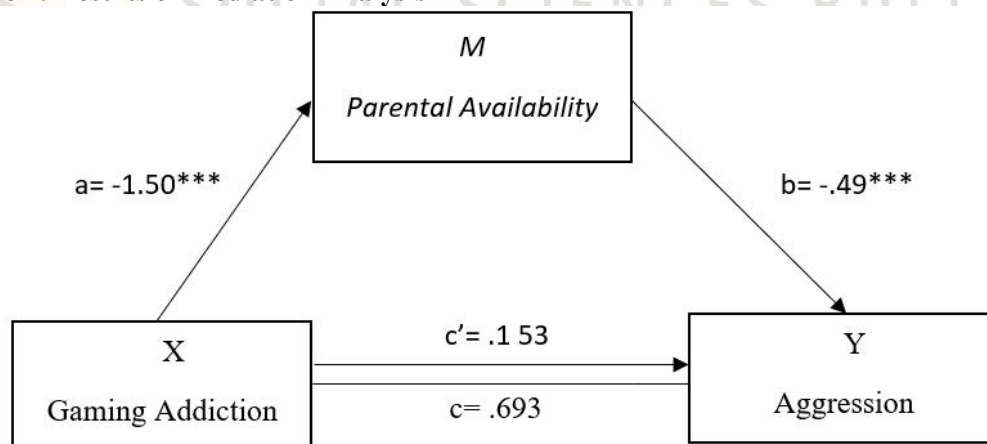 M
Parental Availability
a= -1.50***
b= -.49***
c’= .1 53
X
Gaming Addiction
Y
Aggression
c= .693